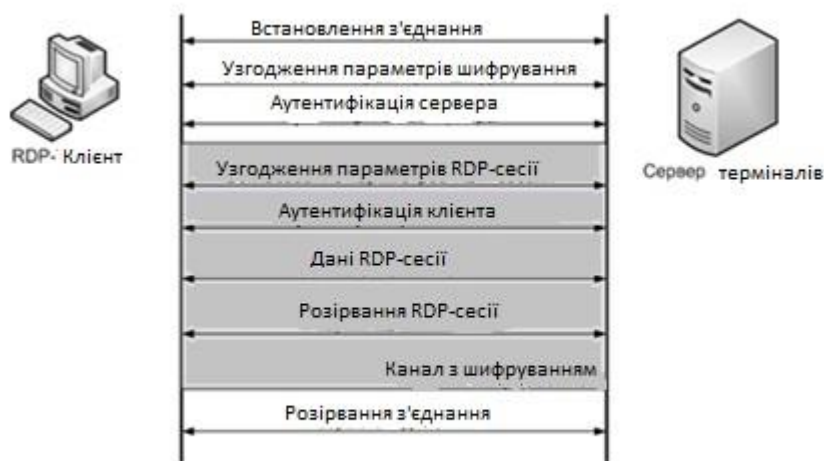 Встановлення з'єднання
Узгодження параметрів шифрування
Аутентифікація сервера
RDP- Клієнт
Сервер терміналів
Узгодження параметрів RDP-сесії
Аутентифікація клієнта
Дані RDP-сесії
Розірвання RDP-сесії
Канал з шифруванням
Розірвання з'єднання